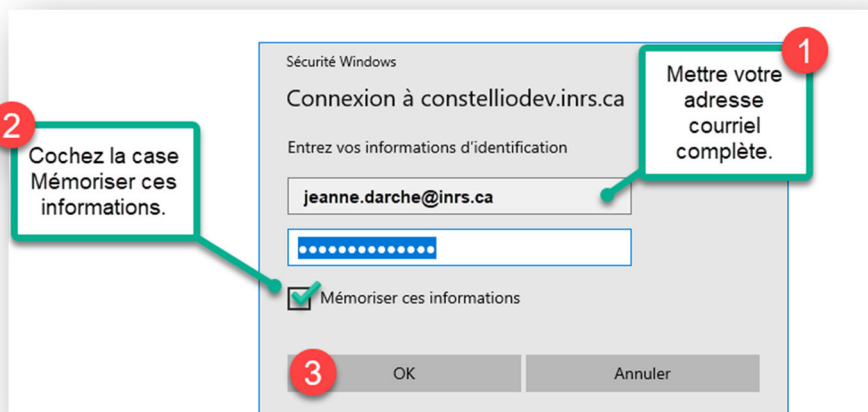 Sécurité Windows
Connexion à constelliodev.inrs.ca
Entrez vos informations d'identification
jeanne.darche@inrs.ca
••••••••••••••
Mémoriser ces informations
OK
Annuler
1
Mettre votre
adresse
courriel
complète.
2
Cochez la case
Mémoriser ces
informations.
3